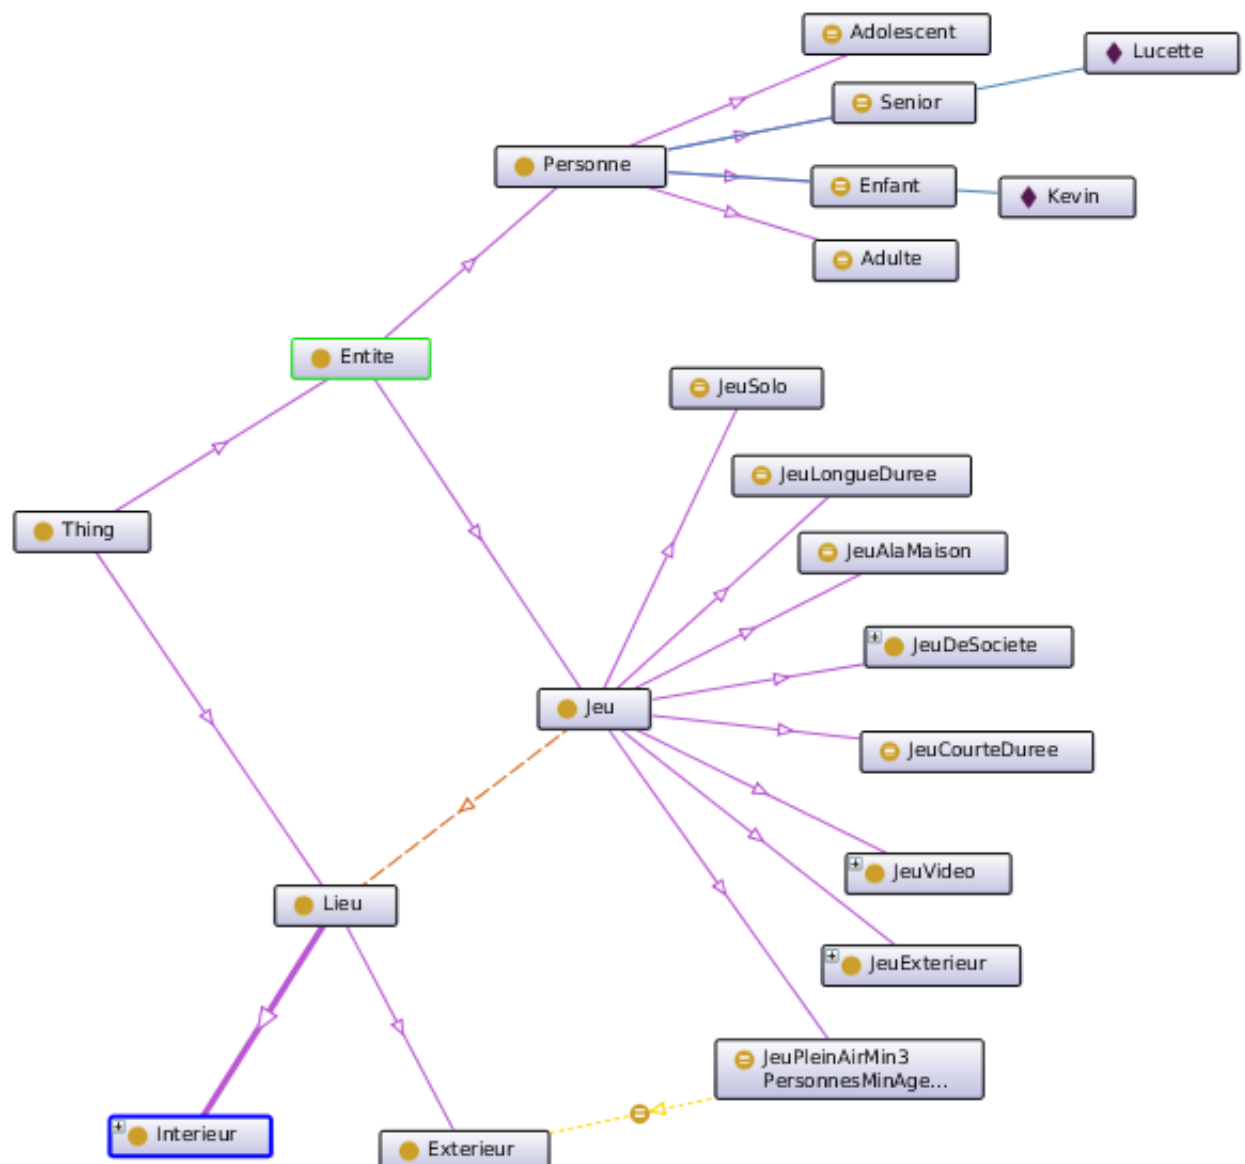 Adolescent
Lucette
Senior
Personne
Enfant
Kevin
Adulte
Entite
JeuSolo
JeuLongueDuree
Thing
JeuAlaMaison
JeuDeSociete
Jeu
JeuCourteDuree
JeuVideo
Lieu
JeuExterieur
JeuPleinAirMin3
PersonnesMinAge...
Interieur
Exterieur